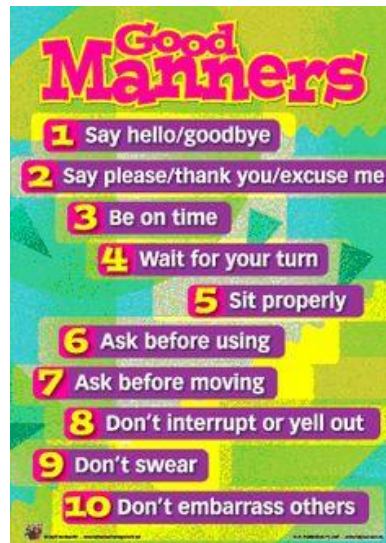 Good
Manners
1 Say hello/goodbye
2 Say please/thank you/excuse me
3 Be on time
4 Wait for your turn
5 Sit properly
6 Ask before using
7 Ask before moving
8 Don't interrupt or yell out
9 Don't swear
10 Don't embarrass others